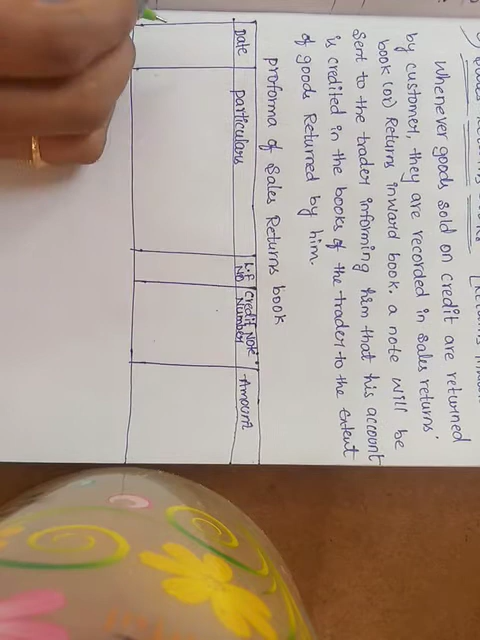 Whenever goods sold on credit are returned
by customer, they are recorded in sales returns.
book (or) Returns inward book. a note will be
sent to the trader informing him that his account
is credited in the books of the trader to the extent
of goods Returned by him.
proforma of Sales Returns book
Date particulars L.f No Credit Note Number Amount